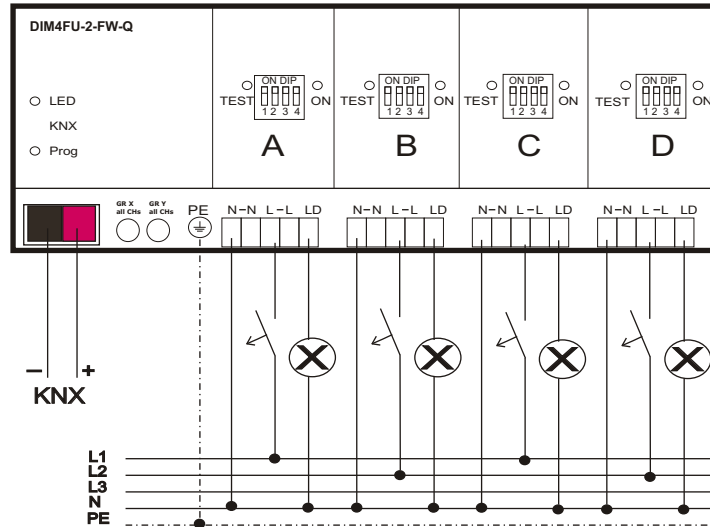 DIM4FU-2-FW-Q
LED
KNX
Prog
ON DIP
TEST ON
1 2 3 4
A
ON DIP
TEST ON
1 2 3 4
B
ON DIP
TEST ON
1 2 3 4
C
ON DIP
TEST ON
1 2 3 4
D
GR X
all CHs
GR Y
all CHs
PE
N-N L-L LD
N-N L-L LD
N-N L-L LD
N-N L-L LD
– +
KNX
L1
L2
L3
N
PE